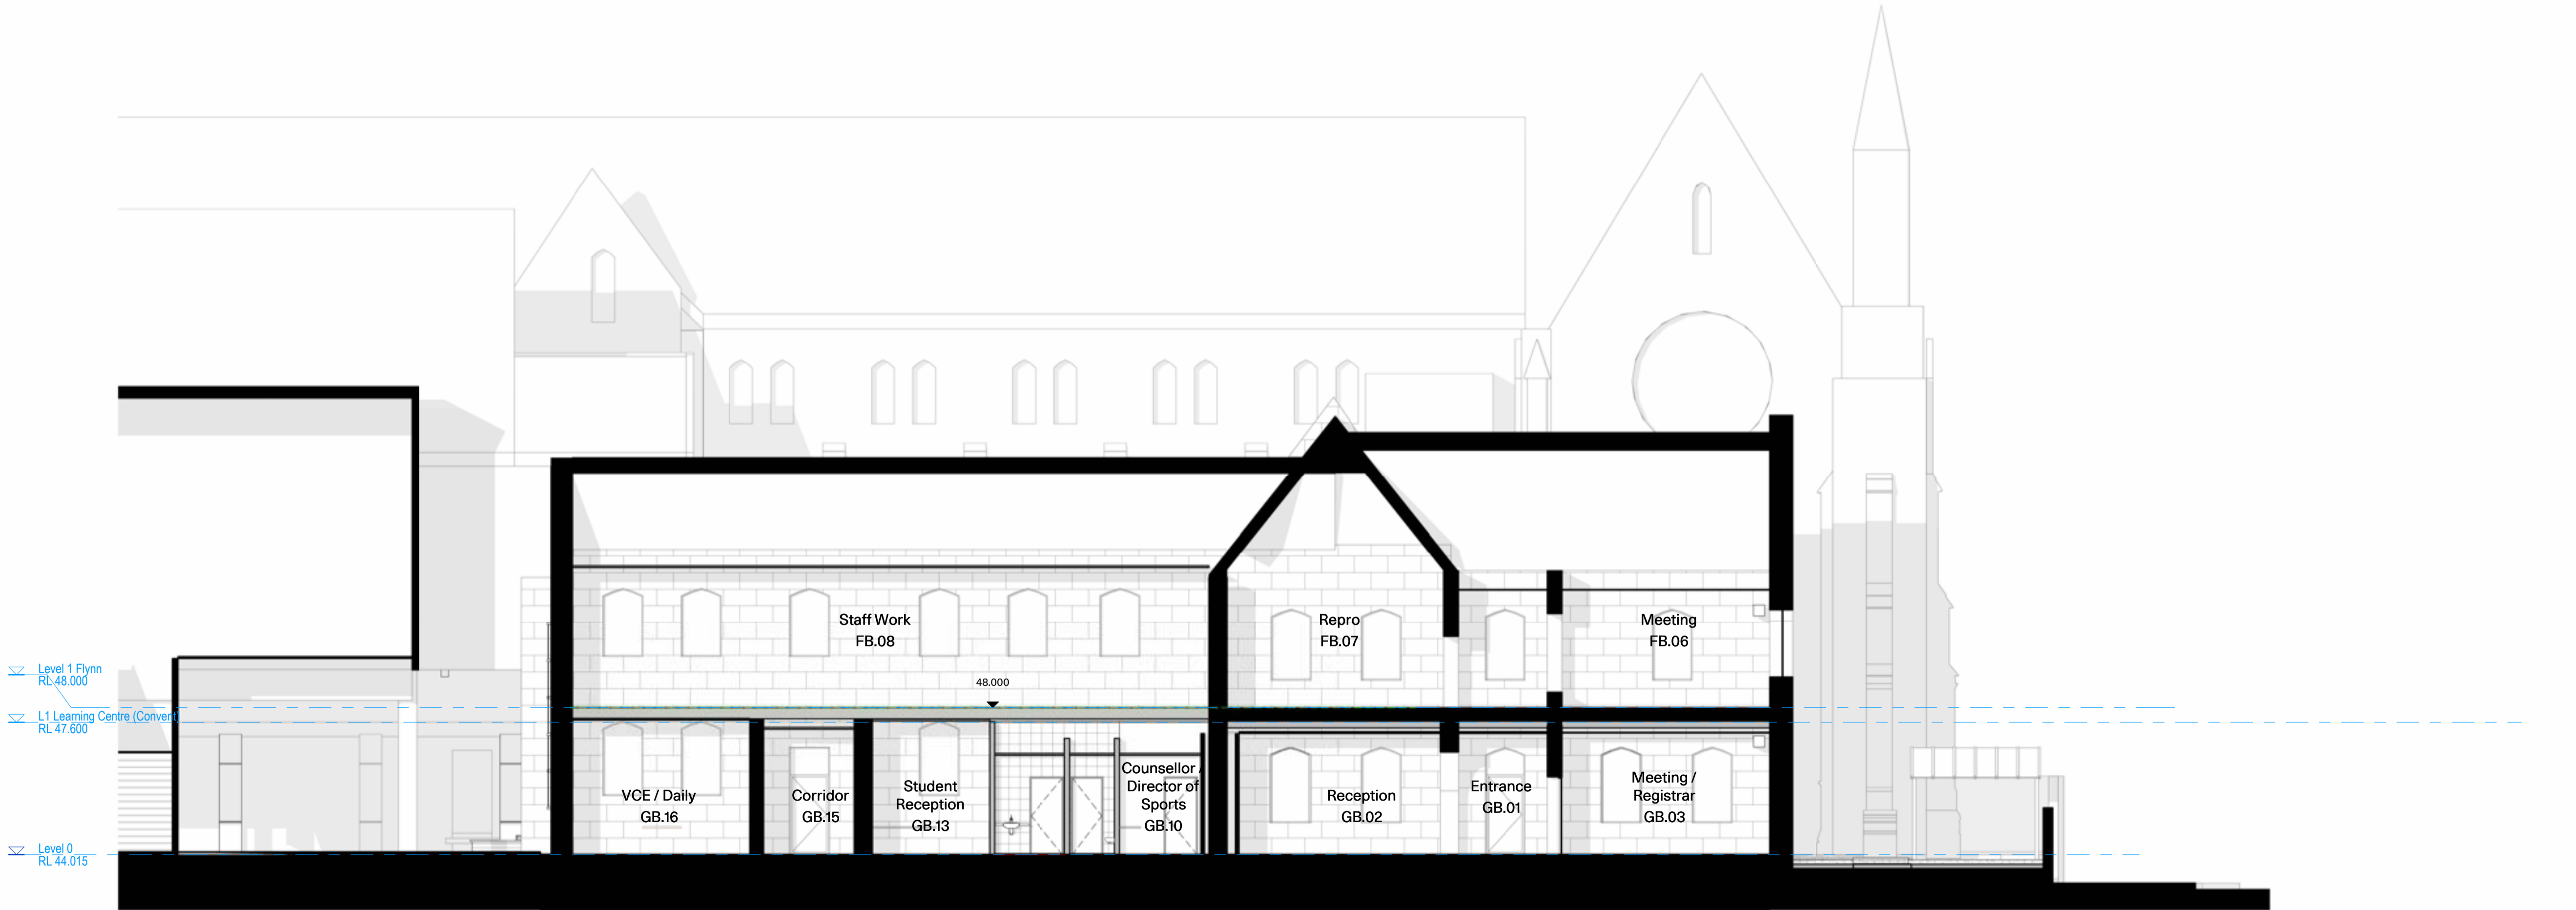 Staff Work
FB.08
Repro
FB.07
Meeting
FB.06
48.000
Level 1 Flynn
RL 48.000
L1 Learning Centre (Convent)
RL 47.600
VCE / Daily
GB.16
Corridor
GB.15
Student
Reception
GB.13
Counsellor /
Director of
Sports
GB.10
Reception
GB.02
Entrance
GB.01
Meeting /
Registrar
GB.03
Level 0
RL 44.015